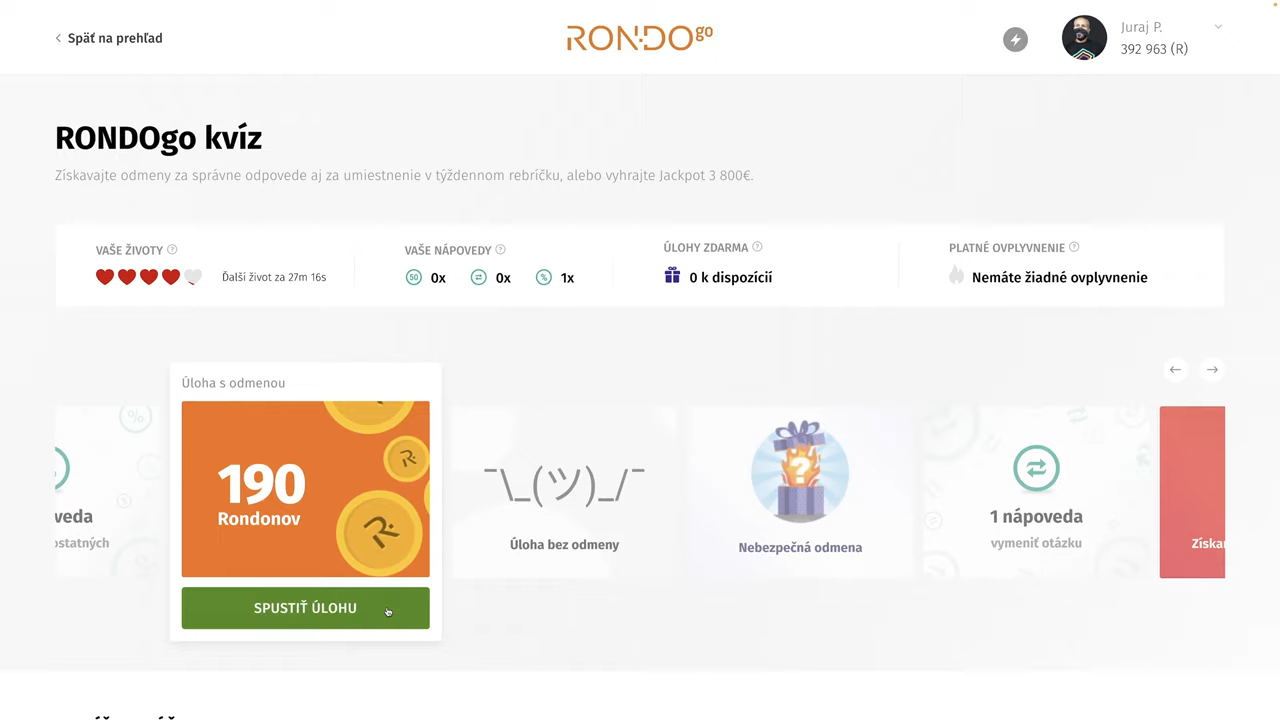 Späť na prehľad
RONDOgo
Juraj P.
392 963 (R)
RONDOgo kvíz
Získavajte odmeny za správne odpovede aj za umiestnenie v týždennom rebríčku, alebo vyhrajte Jackpot 3 800€.
VAŠE ŽIVOTY ?
Ďalší život za 27m 16s
VAŠE NÁPOVEDY ?
50 0x 0x % 1x
ÚLOHY ZDARMA ?
0 k dispozícií
PLATNÉ OVPLYVNENIE ?
Nemáte žiadné ovplyvnenie
Úloha s odmenou
190
Rondonov
SPUSTIŤ ÚLOHU
veda
ostatných
¯\_(ツ)_/¯
Úloha bez odmeny
?
Nebezpečná odmena
1 nápoveda
vymeniť otázku
Získa